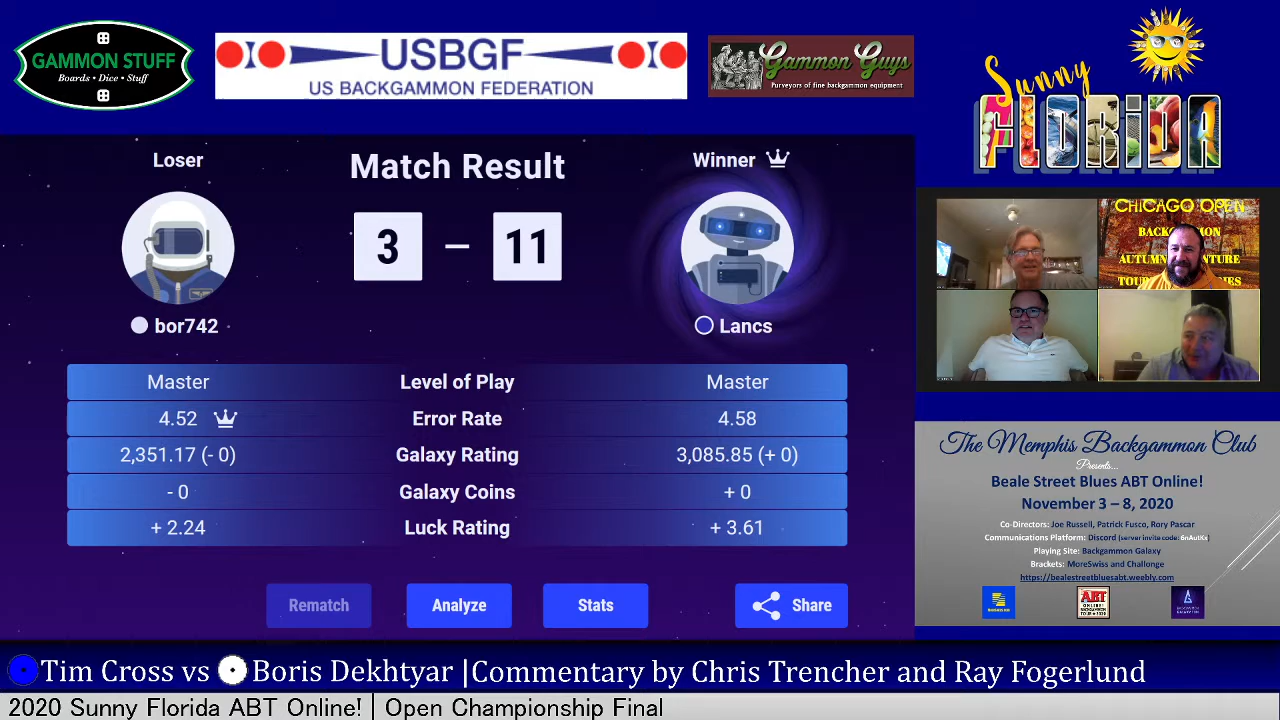 GAMMON STUFF
Boards • Dice • Stuff
USBGF
US BACKGAMMON FEDERATION
Gammon Guys
Purveyors of fine backgammon equipment
Sunny
FLORIDA
Loser
Match Result
Winner
3 – 11
bor742
Lancs
Master Level of Play Master
4.52 Error Rate 4.58
2,351.17 (- 0) Galaxy Rating 3,085.85 (+ 0)
- 0 Galaxy Coins + 0
+ 2.24 Luck Rating + 3.61
Rematch
Analyze
Stats
Share
CHICAGO OPEN
The Memphis Backgammon Club
Presents...
Beale Street Blues ABT Online!
November 3 – 8, 2020
Co-Directors: Joe Russell, Patrick Fusco, Rory Pascar
Communications Platform: Discord (server invite code: 6nAutKx)
Playing Site: Backgammon Galaxy
Brackets: MoreSwiss and Challonge
https://bealestreetbluesabt.weebly.com
ABT
Tim Cross vs Boris Dekhtyar |Commentary by Chris Trencher and Ray Fogerlund
2020 Sunny Florida ABT Online! | Open Championship Final